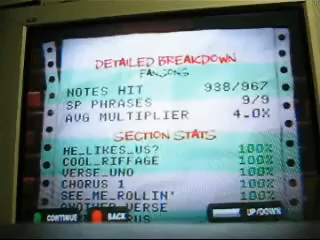 DETAILED BREAKDOWN
NOTES HIT 938/967
SP PHRASES 9/9
AVG MULTIPLIER 4.0X
SECTION STATS
HE_LIKES_US? 100%
COOL_RIFFAGE 100%
VERSE_UNO 100%
CHORUS 1 100%
SEE_ME_ROLLIN' 100%
ANOTHER_VERSE 100%
CONTINUE BACK UP/DOWN